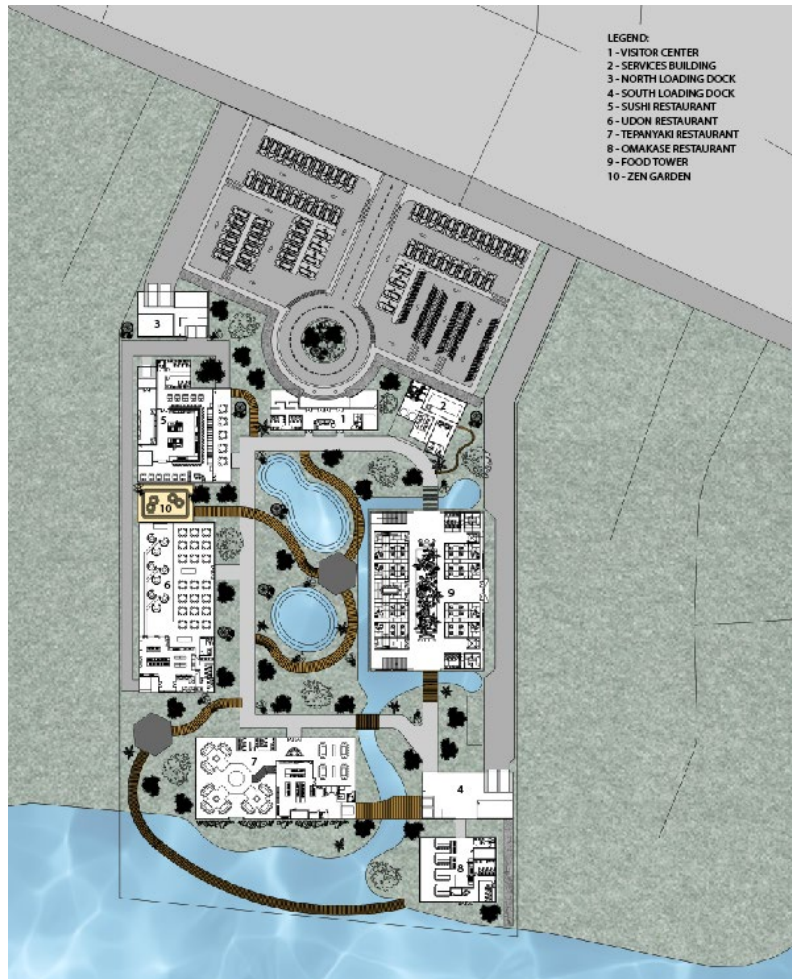 LEGEND:
1 - VISITOR CENTER
2 - SERVICES BUILDING
3 - NORTH LOADING DOCK
4 - SOUTH LOADING DOCK
5 - SUSHI RESTAURANT
6 - UDON RESTAURANT
7 - TEPANYAKI RESTAURANT
8 - OMAKASE RESTAURANT
9 - FOOD TOWER
10 - ZEN GARDEN
3
2
1
5
10
6
9
7
4
8